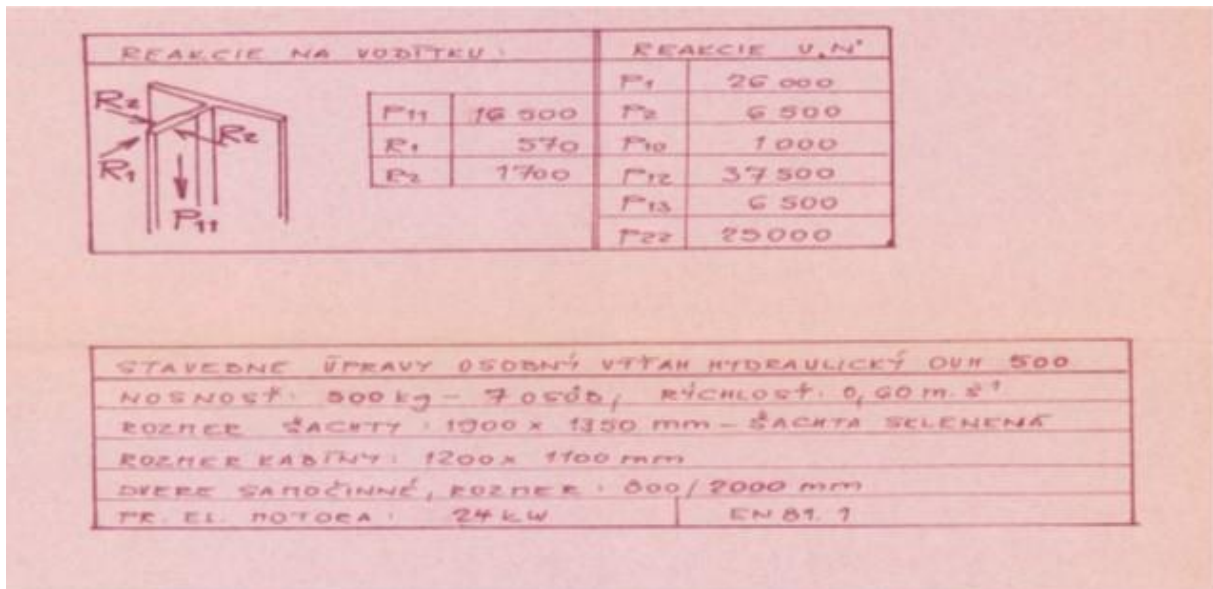 REAKCIE NA VODÍTKU:
R2
R2
R1
P11
P11 16 500
R1 570
R2 1700
REAKCIE V „N"
P1 26 000
P2 6 500
P10 1 000
P12 37 500
P13 6 500
P22 25000
STAVEBNÉ ÚPRAVY OSOBNÝ VÝŤAH HYDRAULICKÝ OVH 500
NOSNOSŤ: 500 kg - 7 OSÔB, RÝCHLOSŤ: 0,60 m.s-1
ROZMER ŠACHTY: 1900 x 1350 mm - ŠACHTA SKLENENÁ
ROZMER KABÍNY: 1200 x 1100 mm
DVERE SAMOČINNÉ, ROZMER: 800/2000 mm
PR. EL. MOTORA: 24 kW EN 81.1